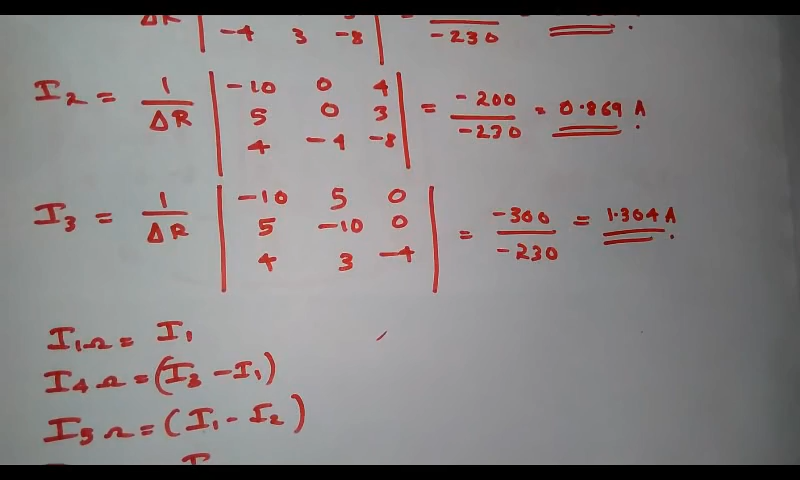 ΔR | -4 3 -8 | -230
I2 = 1/ΔR | -10 0 4 | = -200/-230 = 0.869 A.
| 5 0 3 |
| 4 -4 -8 |
I3 = 1/ΔR | -10 5 0 | = -300/-230 = 1.304 A.
| 5 -10 0 |
| 4 3 -4 |
I1Ω = I1
I4Ω = (I3 - I1)
I5Ω = (I1 - I2)